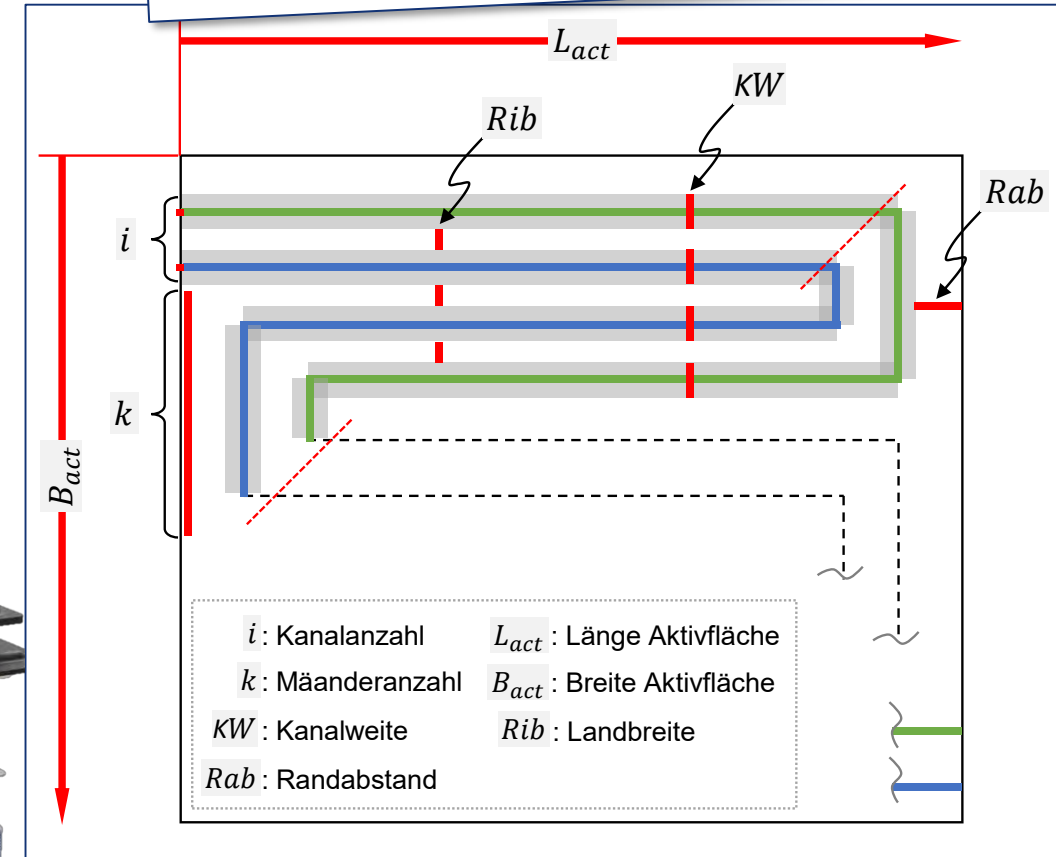 L_act
KW
Rib
Rab
i
k
B_act
i : Kanalanzahl
L_act : Länge Aktivfläche
k : Mäanderanzahl
B_act : Breite Aktivfläche
KW : Kanalweite
Rib : Landbreite
Rab : Randabstand